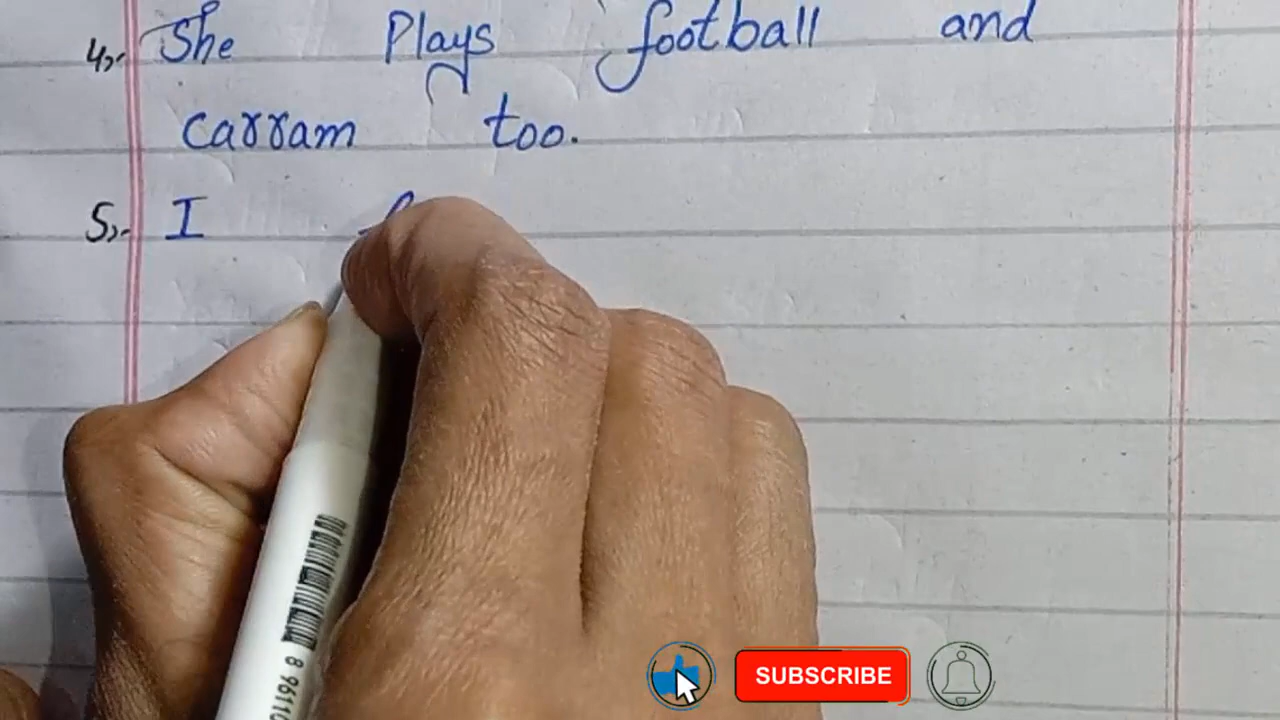 4,- She Plays football and
carram too.
5,- I
SUBSCRIBE